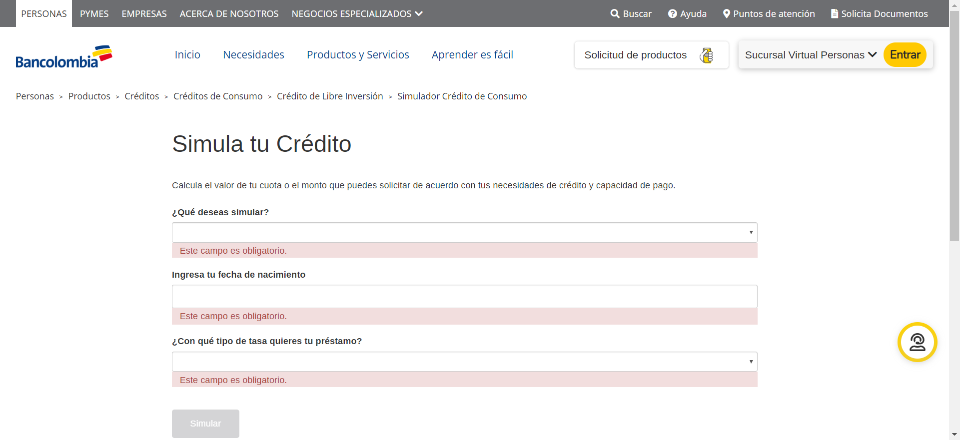 PERSONAS PYMES EMPRESAS ACERCA DE NOSOTROS NEGOCIOS ESPECIALIZADOS Buscar Ayuda Puntos de atención Solicita Documentos
Bancolombia Inicio Necesidades Productos y Servicios Aprender es fácil Solicitud de productos Sucursal Virtual Personas Entrar
Personas > Productos > Créditos > Créditos de Consumo > Crédito de Libre Inversión > Simulador Crédito de Consumo
Simula tu Crédito
Calcula el valor de tu cuota o el monto que puedes solicitar de acuerdo con tus necesidades de crédito y capacidad de pago.
¿Qué deseas simular?
Este campo es obligatorio.
Ingresa tu fecha de nacimiento
Este campo es obligatorio.
¿Con qué tipo de tasa quieres tu préstamo?
Este campo es obligatorio.
Simular